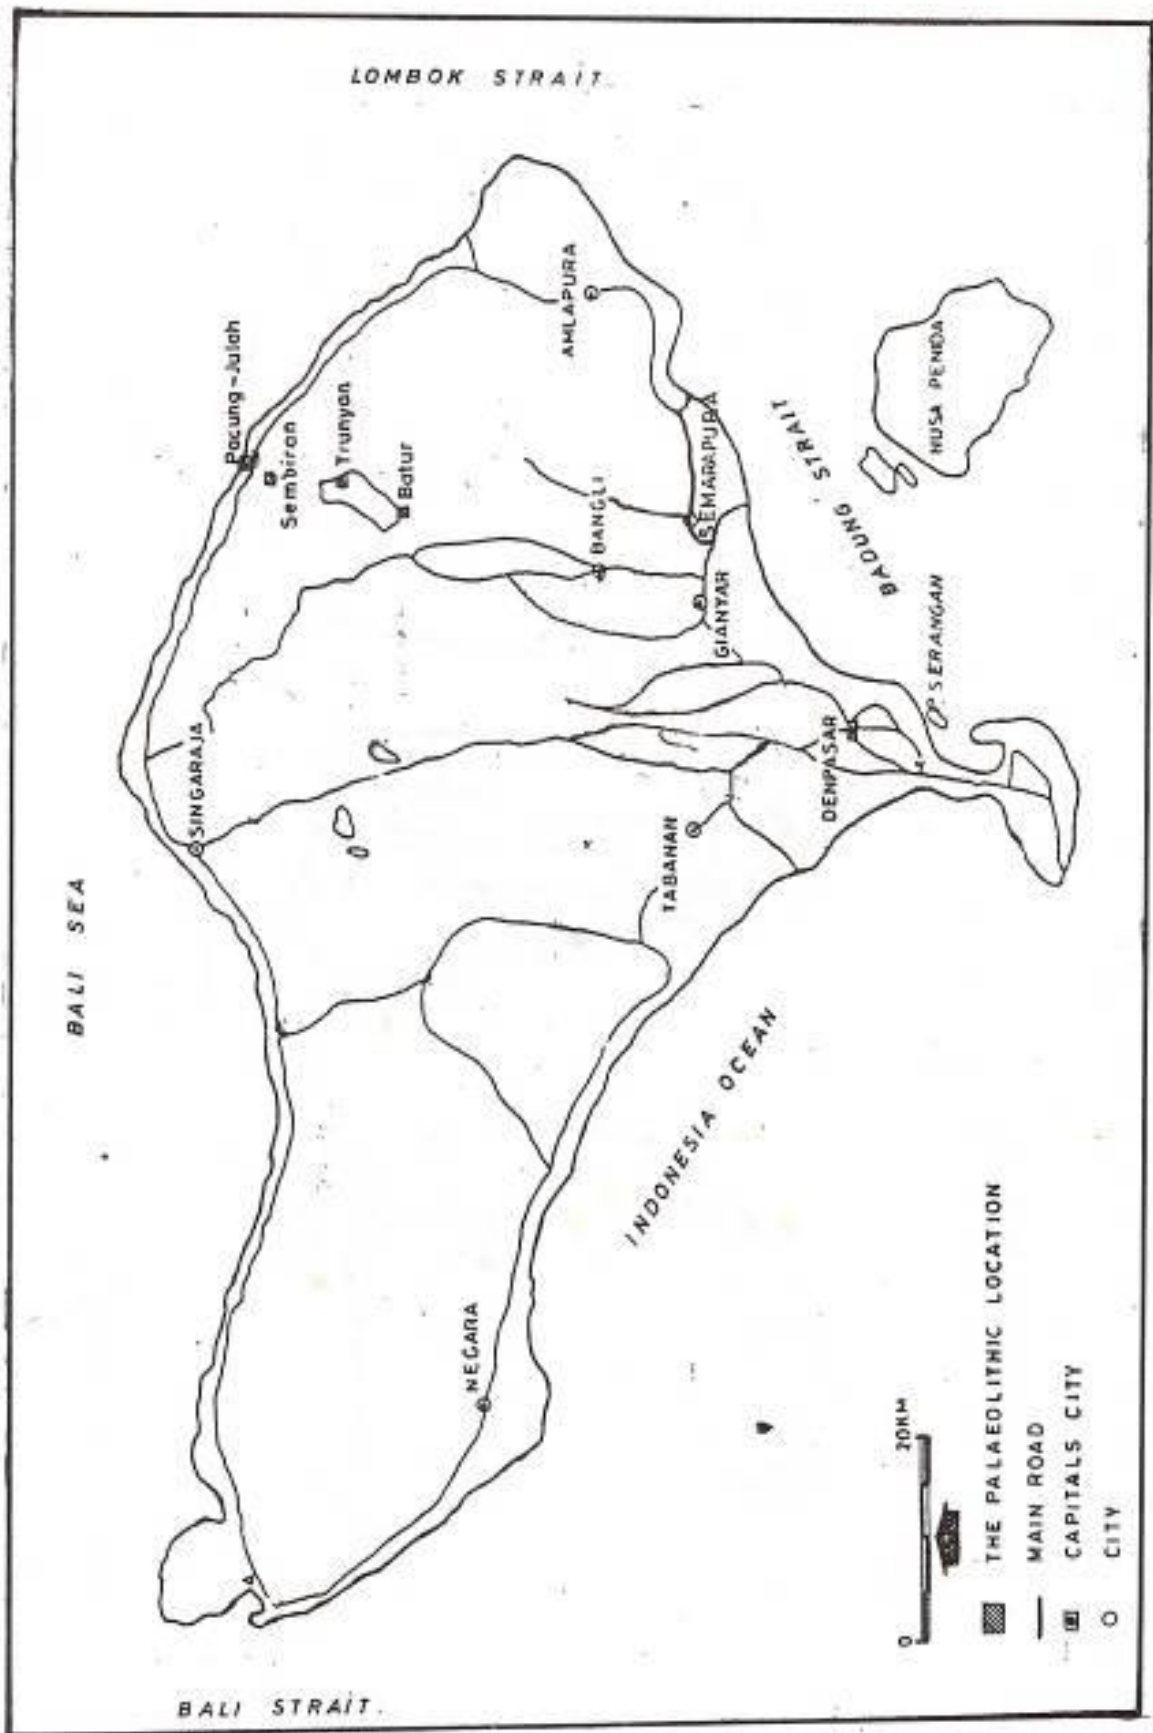 LOMBOK STRAIT.
BALI SEA
Pacung-Julah
Sembiran
Trunyan
Batur
AMLAPURA
SINGARAJA
BANGLI
SEMARAPURA
GIANYAR
BADUNG STRAIT
NUSA PENIDA
P SERANGAN
DENPASAR
TABANAN
NEGARA
INDONESIA OCEAN
BALI STRAIT.
0 20KM
THE PALAEOLITHIC LOCATION
MAIN ROAD
CAPITALS CITY
CITY